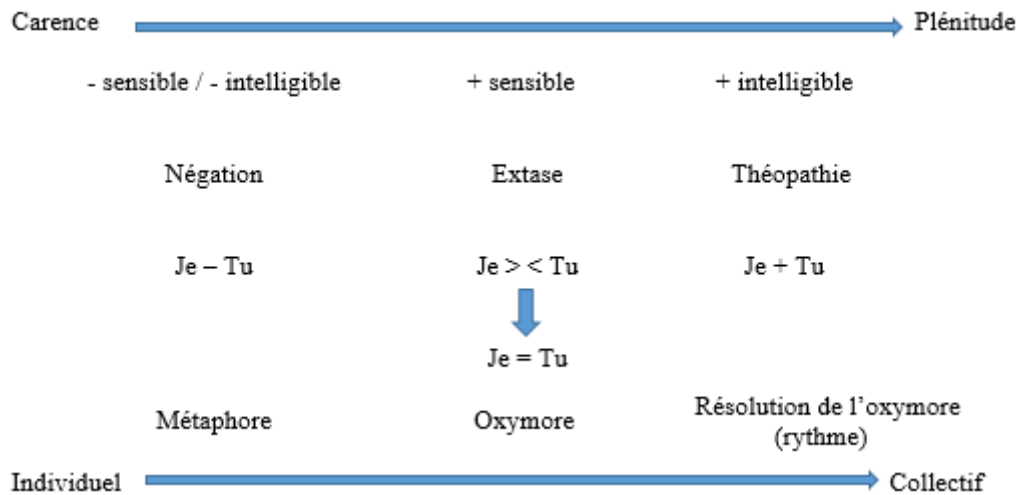 Carence Plénitude
- sensible / - intelligible + sensible + intelligible
Négation Extase Théopathie
Je – Tu Je > < Tu Je + Tu
Je = Tu
Métaphore Oxymore Résolution de l’oxymore
(rythme)
Individuel Collectif